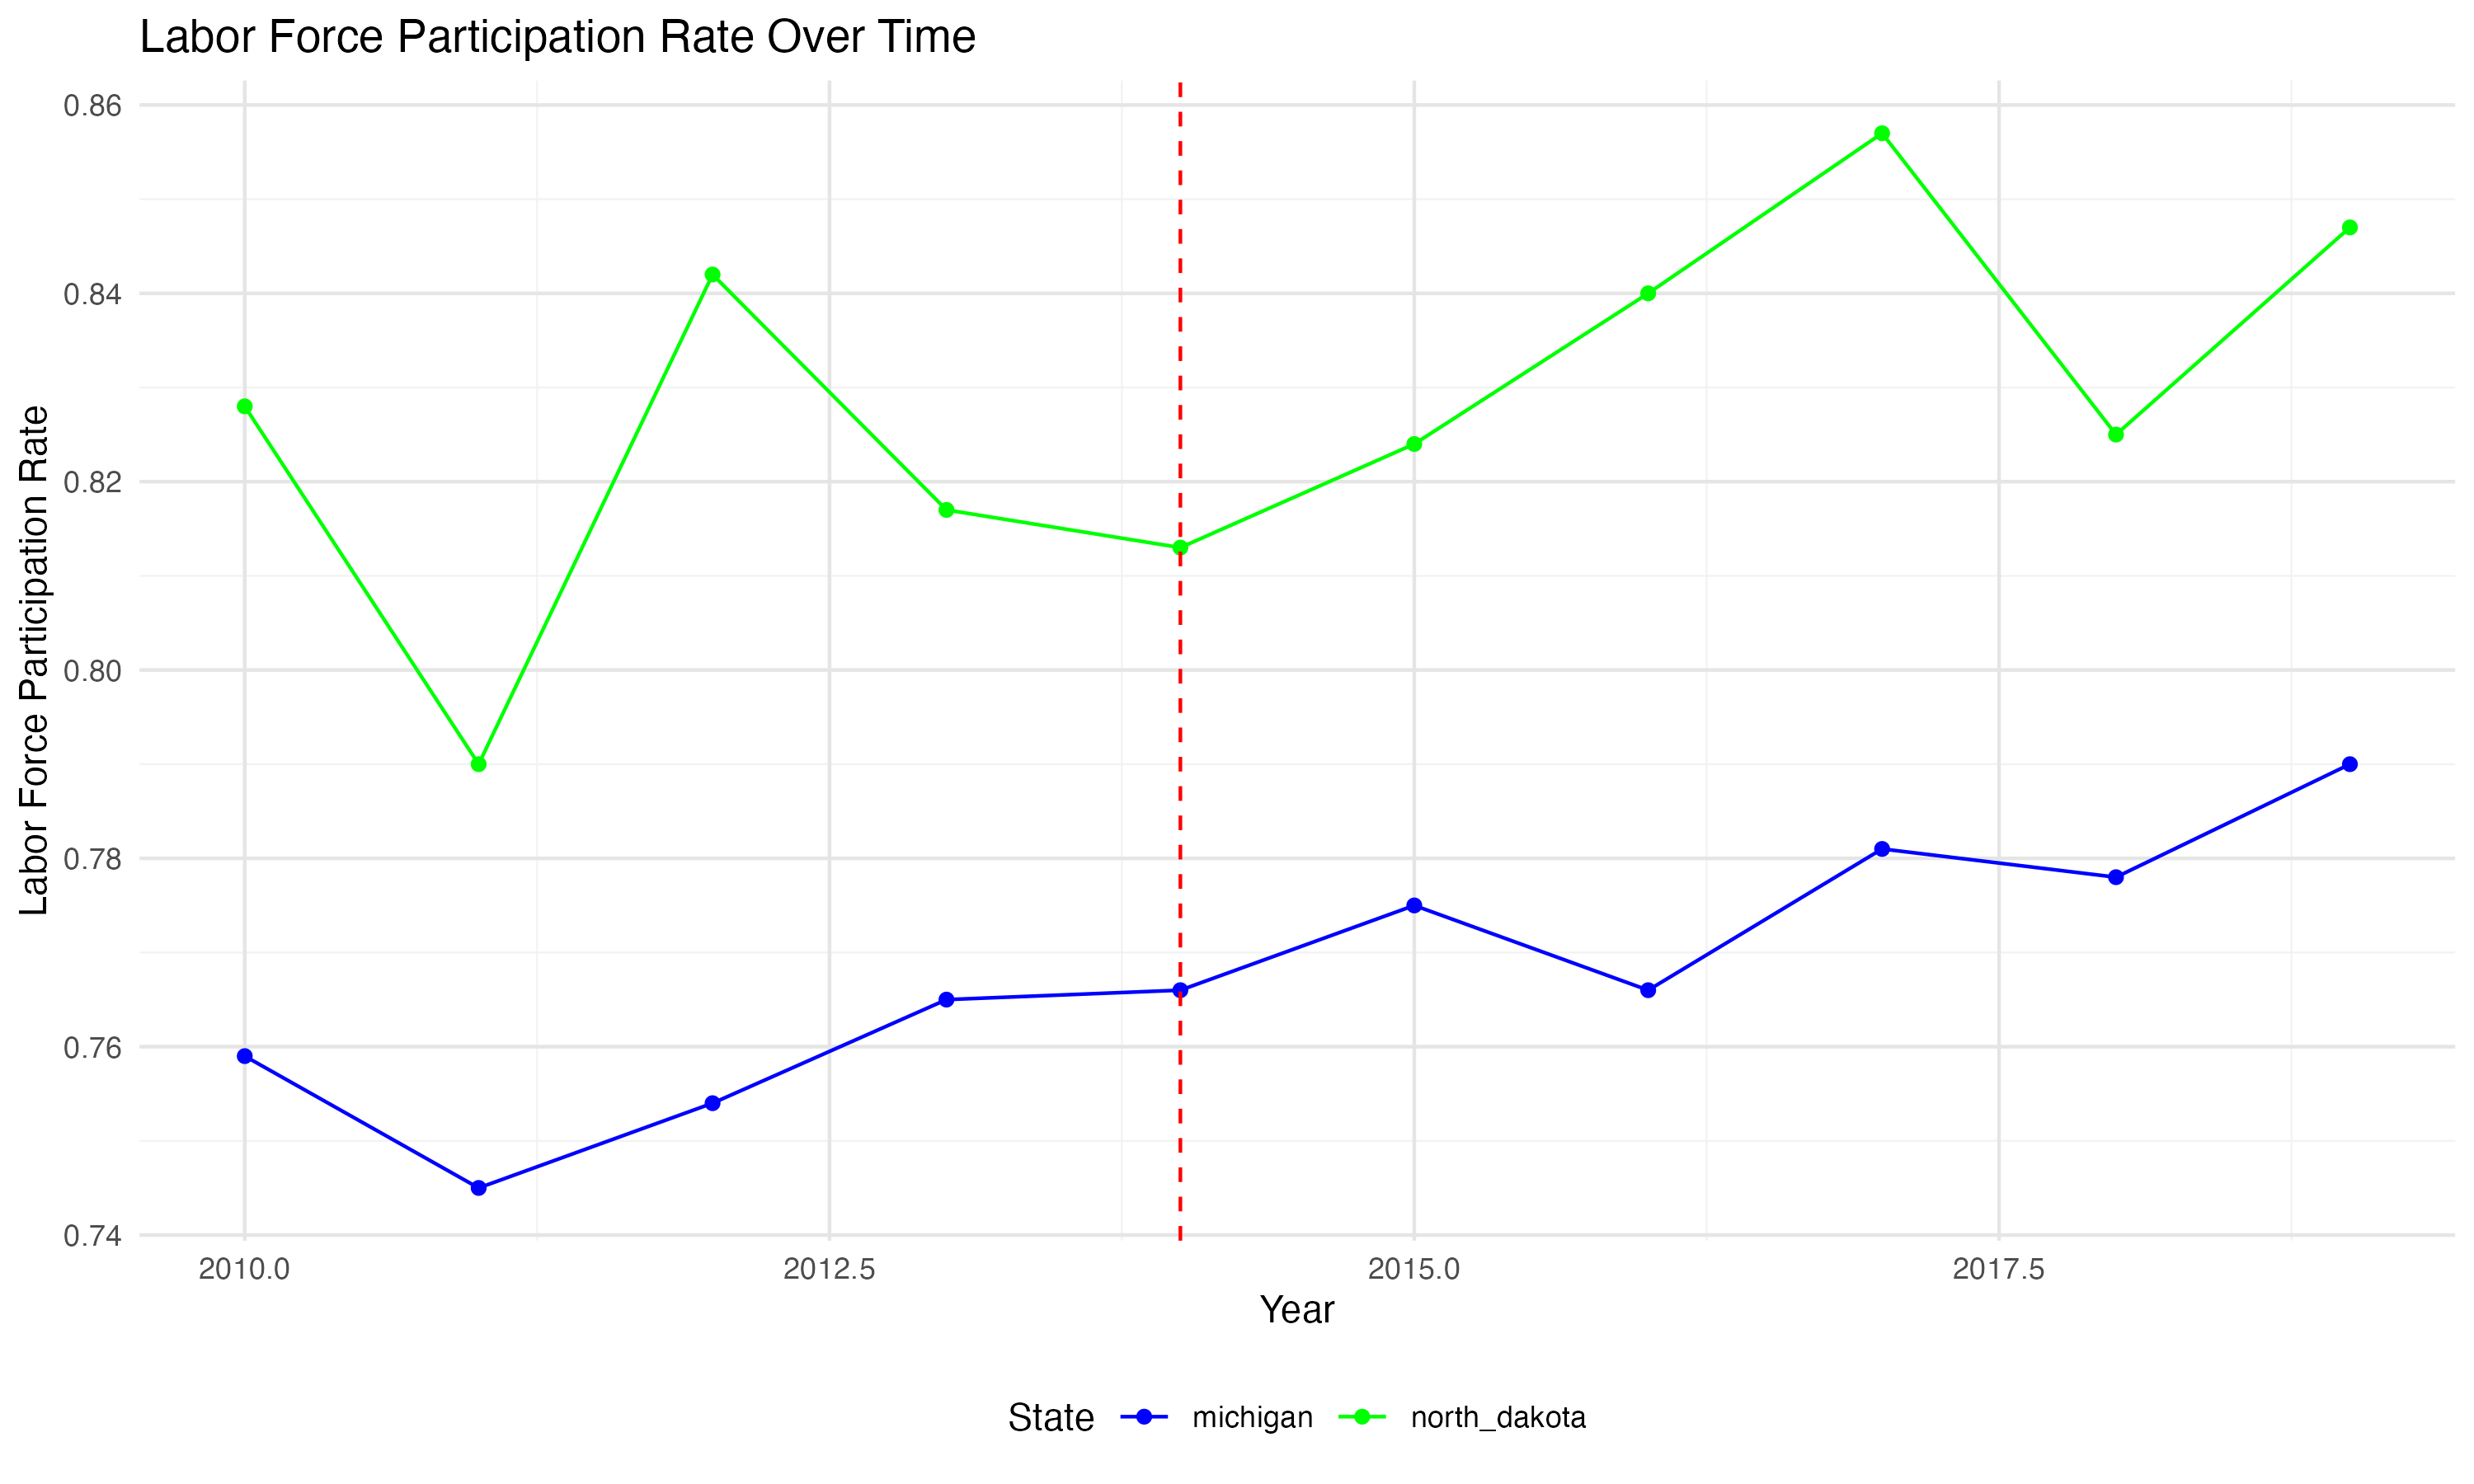 Labor Force Participation Rate Over Time
Labor Force Participation Rate
0.86
0.84
0.82
0.80
0.78
0.76
0.74
2010.0 2012.5 2015.0 2017.5
Year
State michigan north_dakota